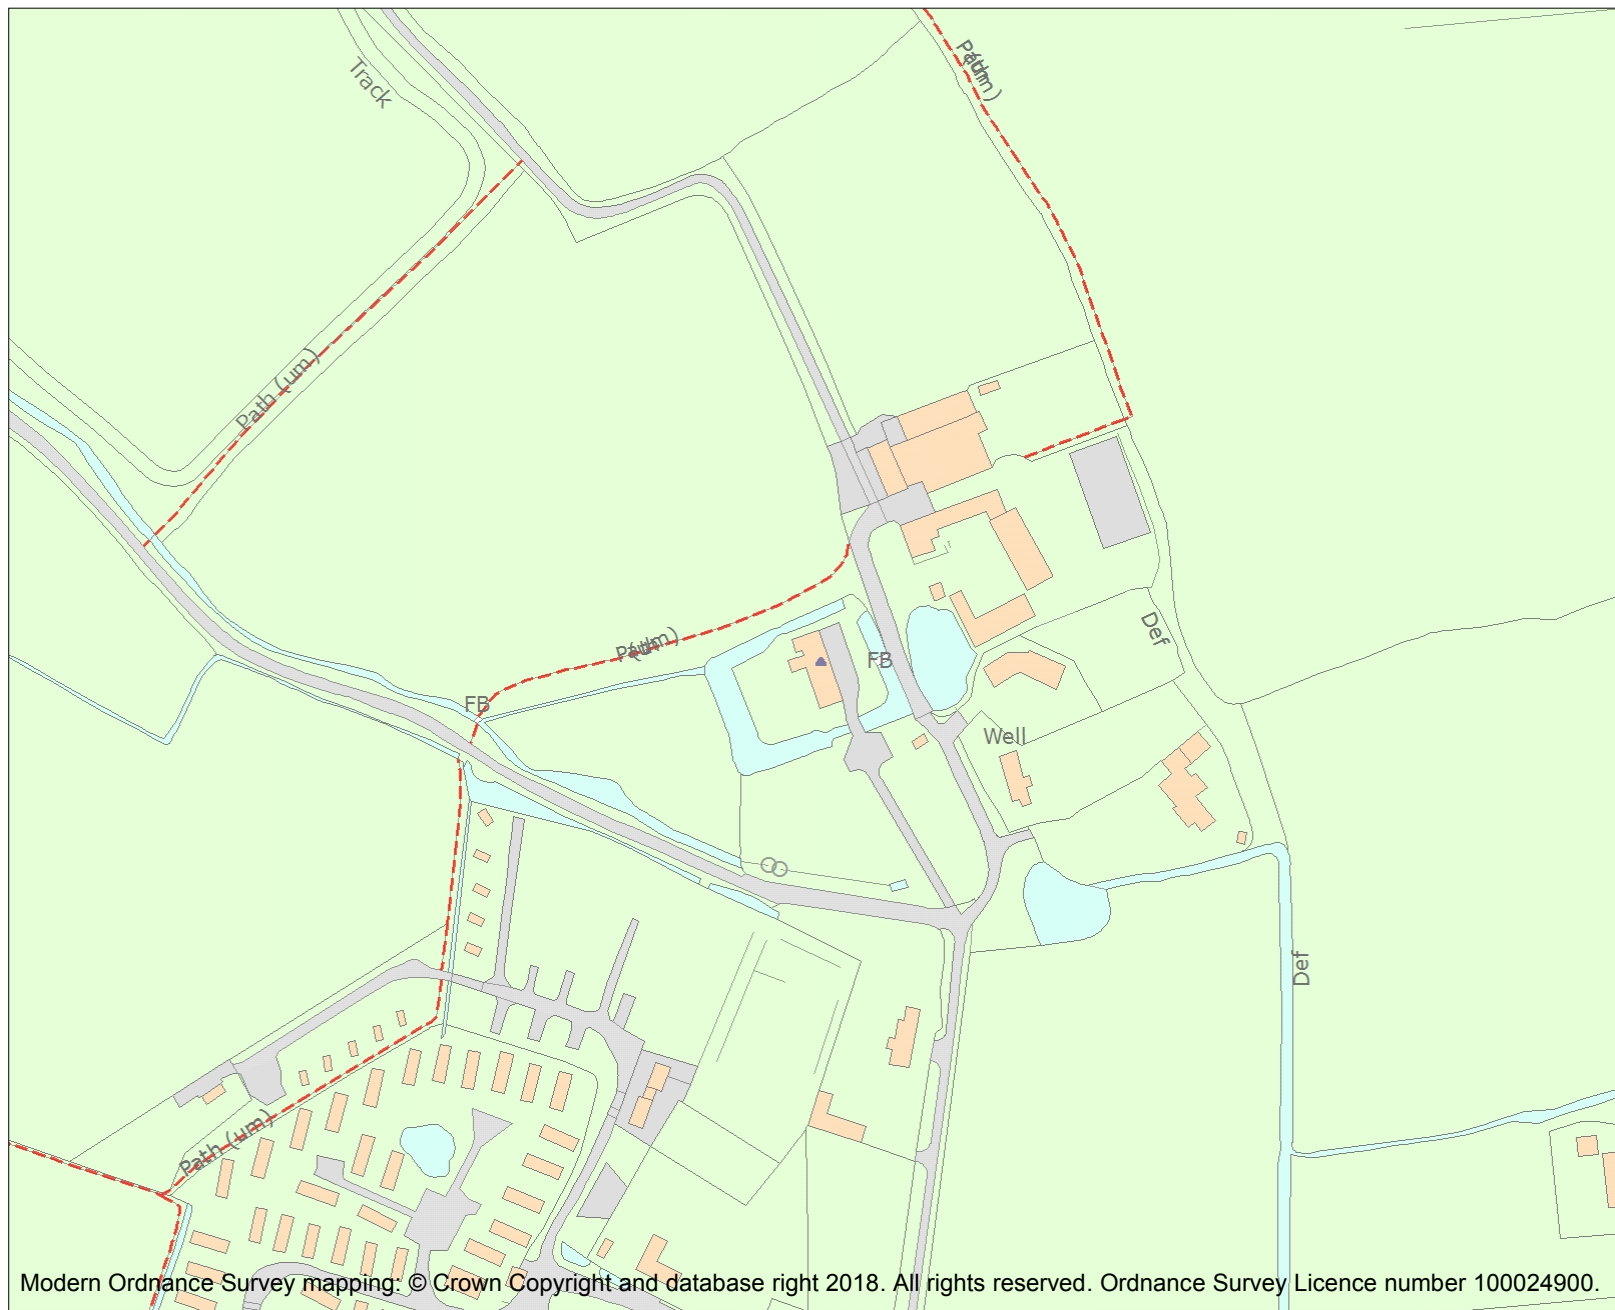 Track
Path (um)
Path (um)
Path (um)
FB
FB
Def
Well
Def
Path (um)
Modern Ordnance Survey mapping: © Crown Copyright and database right 2018. All rights reserved. Ordnance Survey Licence number 100024900.